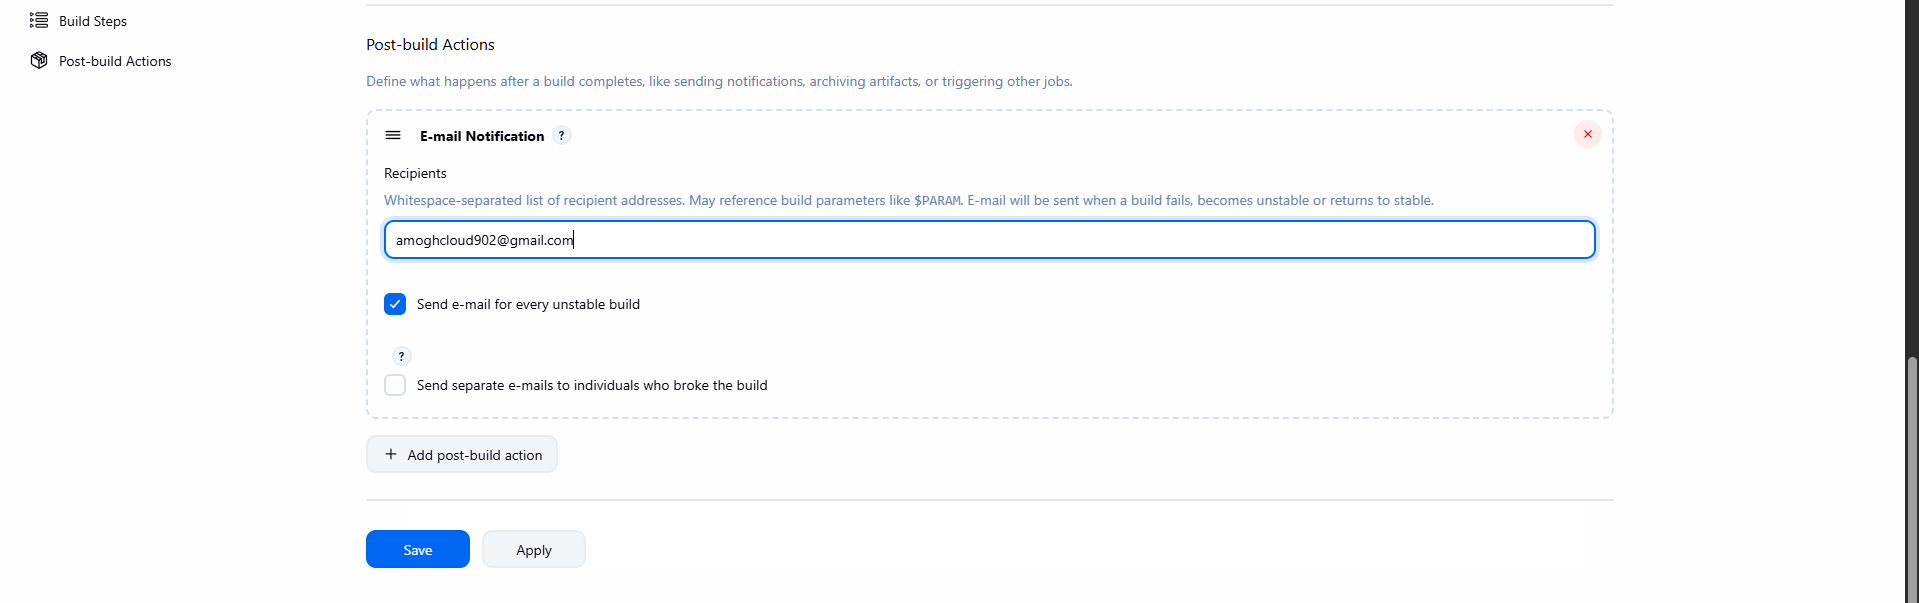 Build Steps
Post-build Actions
Post-build Actions
Define what happens after a build completes, like sending notifications, archiving artifacts, or triggering other jobs.
E-mail Notification ?
Recipients
Whitespace-separated list of recipient addresses. May reference build parameters like $PARAM. E-mail will be sent when a build fails, becomes unstable or returns to stable.
amoghcloud902@gmail.com
Send e-mail for every unstable build
?
Send separate e-mails to individuals who broke the build
+ Add post-build action
Save Apply